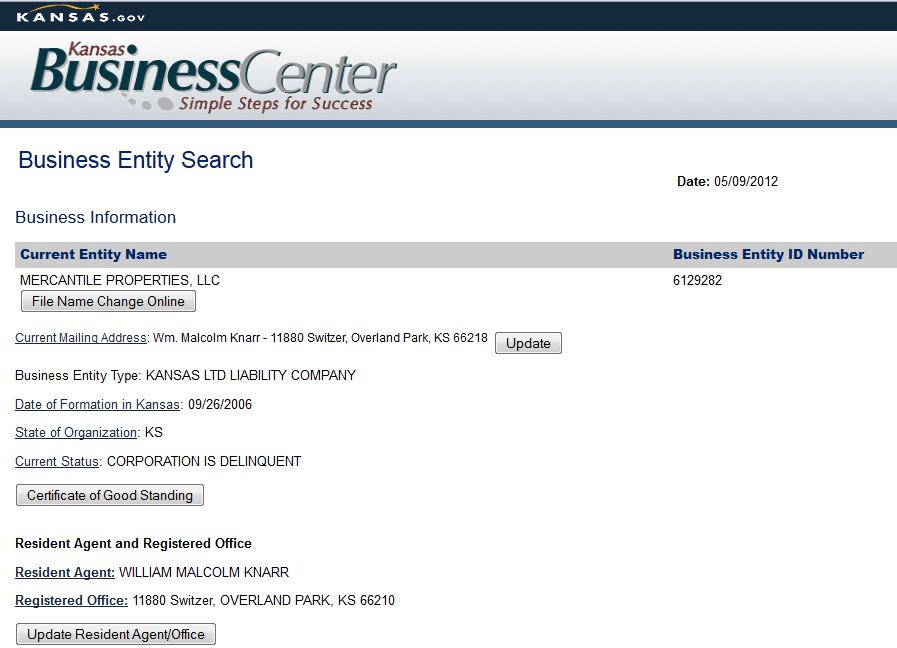 KANSAS.GOV
Kansas
BusinessCenter
Simple Steps for Success
Business Entity Search
Date: 05/09/2012
Business Information
Current Entity Name Business Entity ID Number
MERCANTILE PROPERTIES, LLC 6129282
File Name Change Online
Current Mailing Address: Wm. Malcolm Knarr - 11880 Switzer, Overland Park, KS 66218 Update
Business Entity Type: KANSAS LTD LIABILITY COMPANY
Date of Formation in Kansas: 09/26/2006
State of Organization: KS
Current Status: CORPORATION IS DELINQUENT
Certificate of Good Standing
Resident Agent and Registered Office
Resident Agent: WILLIAM MALCOLM KNARR
Registered Office: 11880 Switzer, OVERLAND PARK, KS 66210
Update Resident Agent/Office